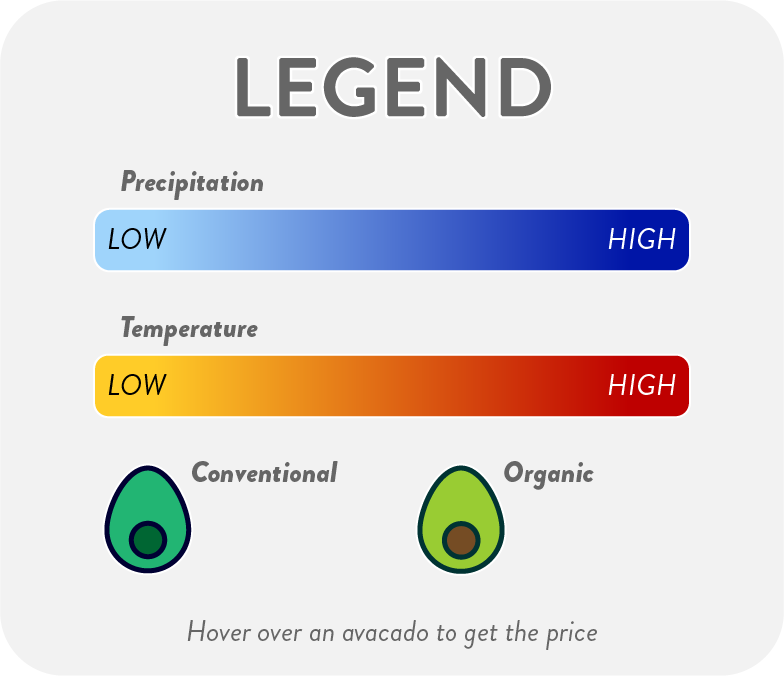 LEGEND
Precipitation
LOW HIGH
Temperature
LOW HIGH
Conventional Organic
Hover over an avacado to get the price